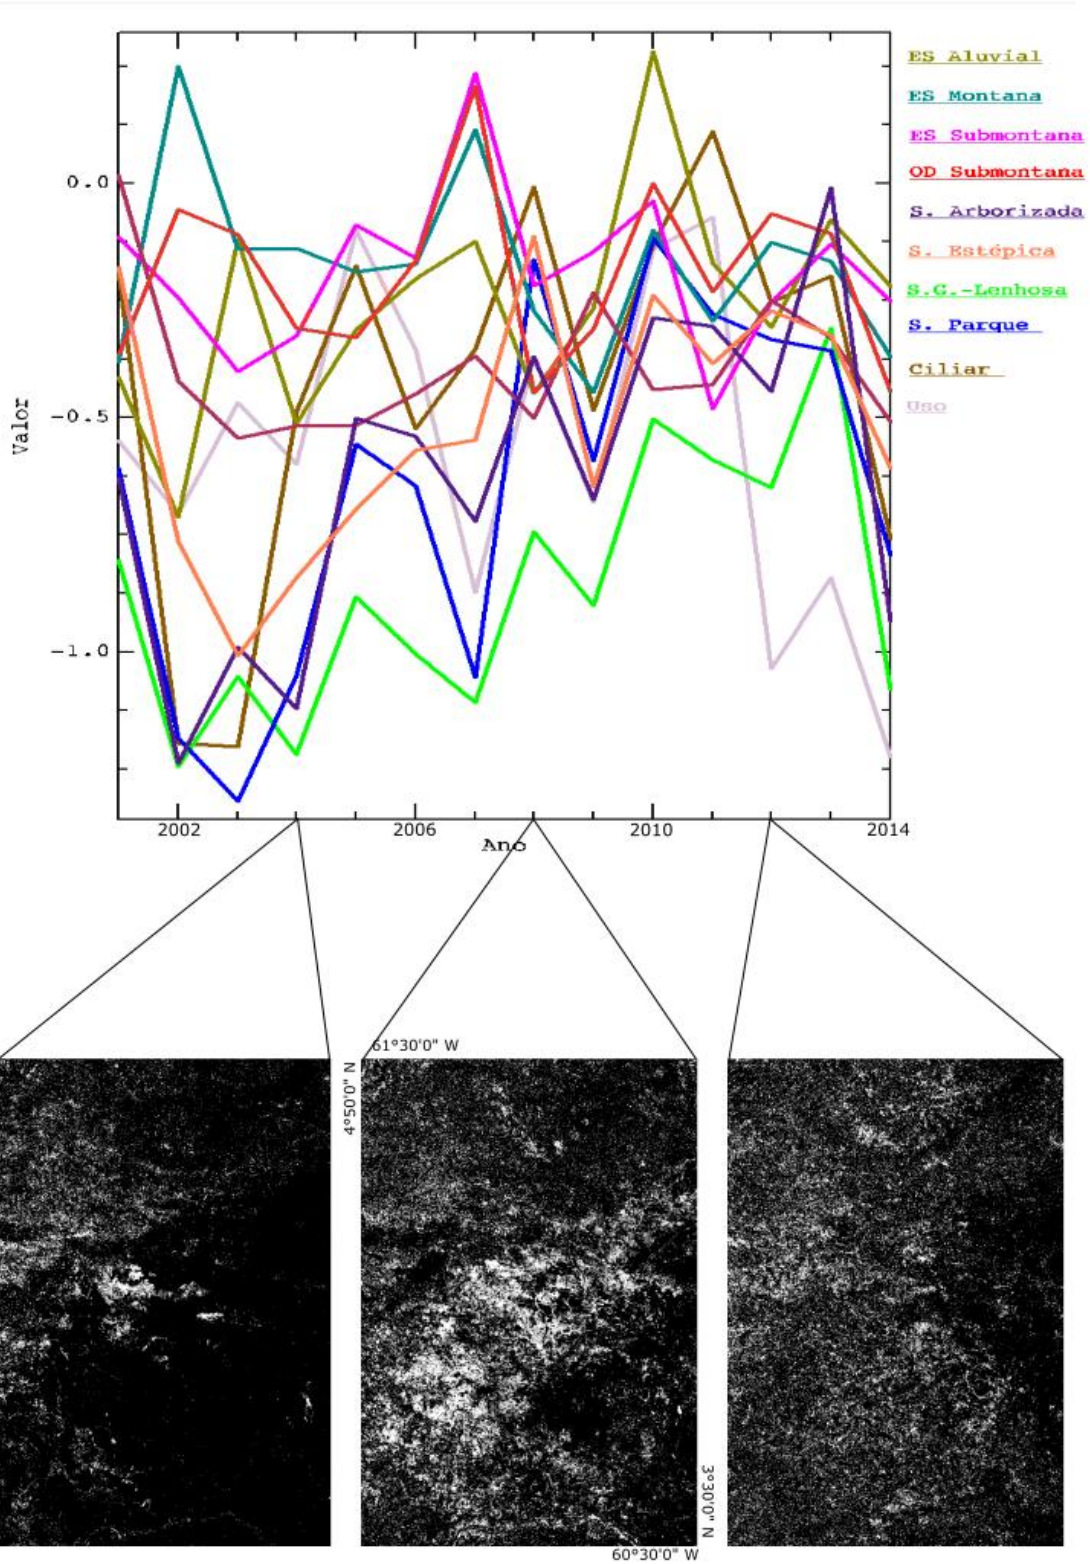 ES Aluvial
ES Montana
ES Submontana
OD Submontana
S. Arborizada
S. Estépica
S.G.-Lenhosa
S. Parque
Ciliar
Uso
0.0
-0.5
-1.0
Valor
2002
2006
2010
2014
Ano
61°30'0" W
4°50'0" N
3°30'0" N
60°30'0" W